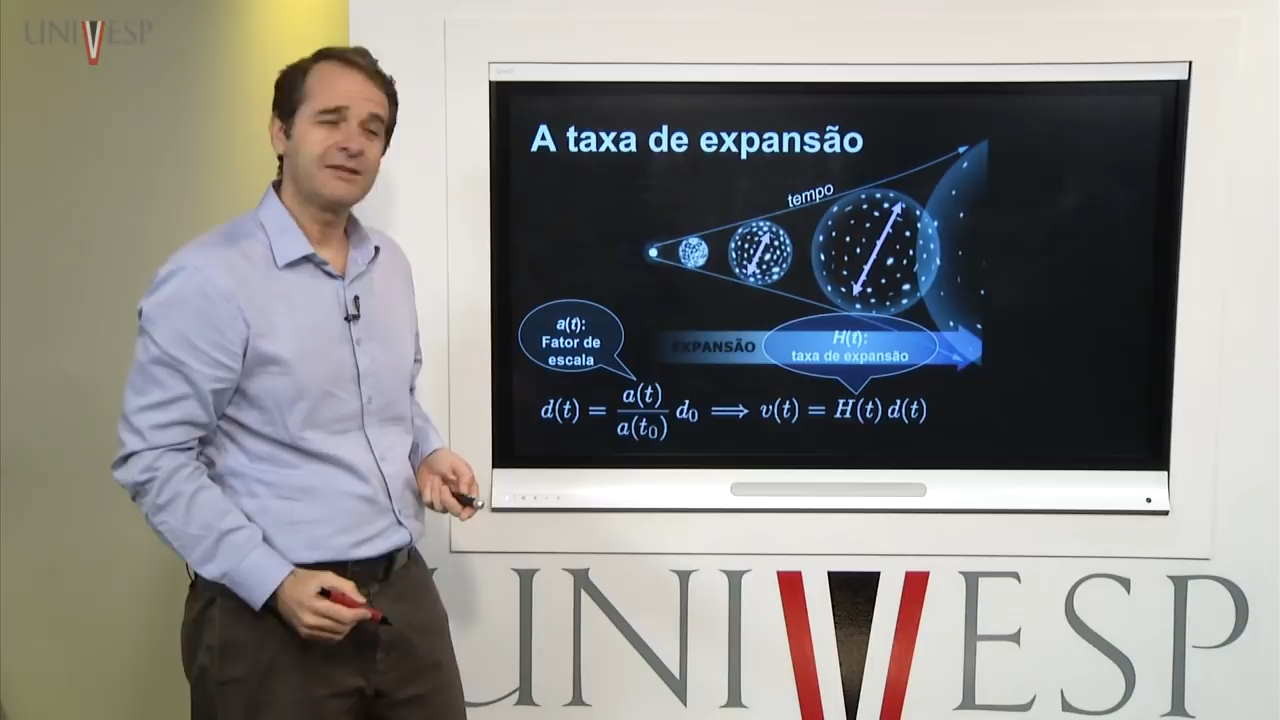 UNIVESP
A taxa de expansão
tempo
a(t):
Fator de
escala
EXPANSÃO
H(t):
taxa de expansão
d(t) = a(t)/a(t₀) d₀ ⟹ v(t) = H(t) d(t)
UNIVESP